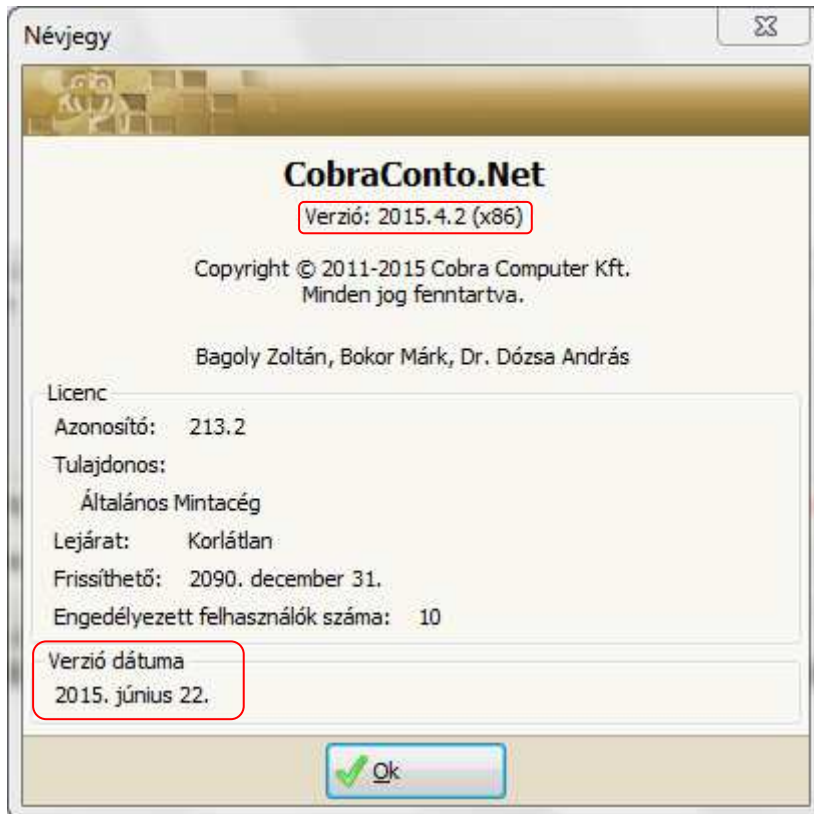 Névjegy
CobraConto.Net
Verzió: 2015.4.2 (x86)
Copyright © 2011-2015 Cobra Computer Kft.
Minden jog fenntartva.
Bagoly Zoltán, Bokor Márk, Dr. Dózsa András
Licenc
Azonosító: 213.2
Tulajdonos:
Általános Mintacég
Lejárat: Korlátlan
Frissíthető: 2090. december 31.
Engedélyezett felhasználók száma: 10
Verzió dátuma
2015. június 22.
Ok